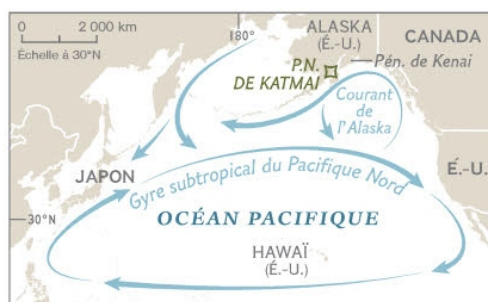 0 2 000 km
Échelle à 30°N
180°
ALASKA
(É.-U.)
CANADA
P.N.
DE KATMAI
Pén. de Kenai
Courant
de
l'Alaska
JAPON
Gyre subtropical du Pacifique Nord
É.-U.
30°N
OCÉAN PACIFIQUE
HAWAÏ
(É.-U.)